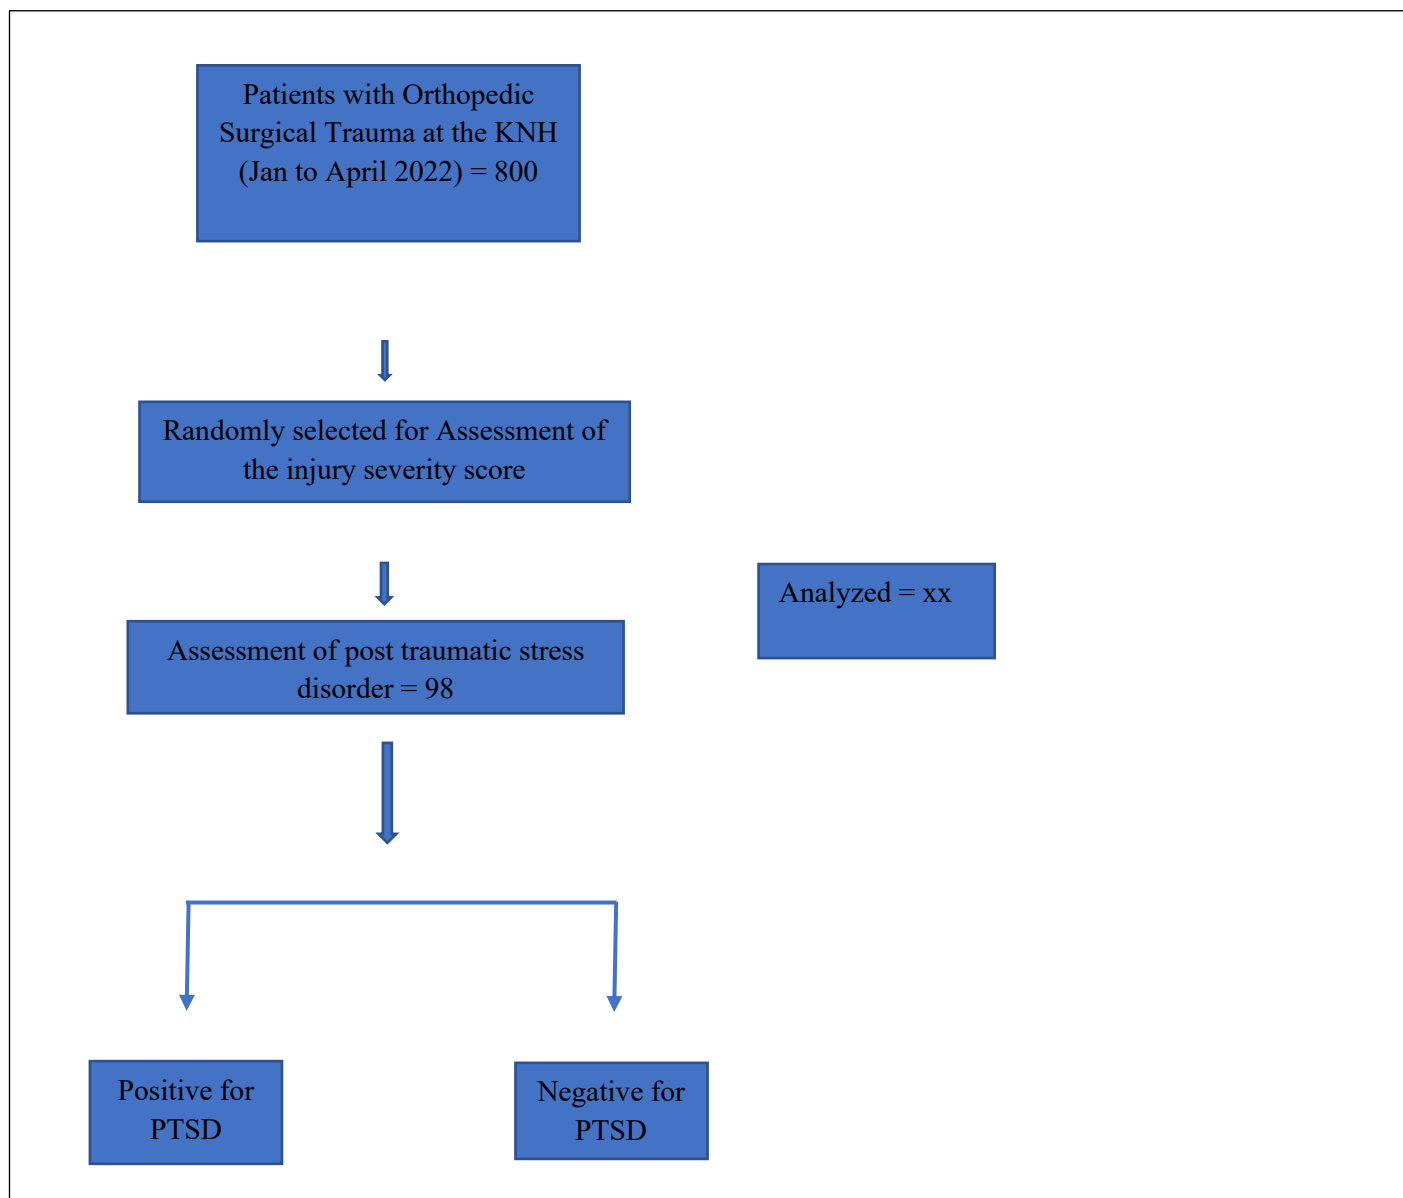 Patients with Orthopedic
Surgical Trauma at the KNH
(Jan to April 2022) = 800
Randomly selected for Assessment of
the injury severity score
Analyzed = xx
Assessment of post traumatic stress
disorder = 98
Positive for
PTSD
Negative for
PTSD